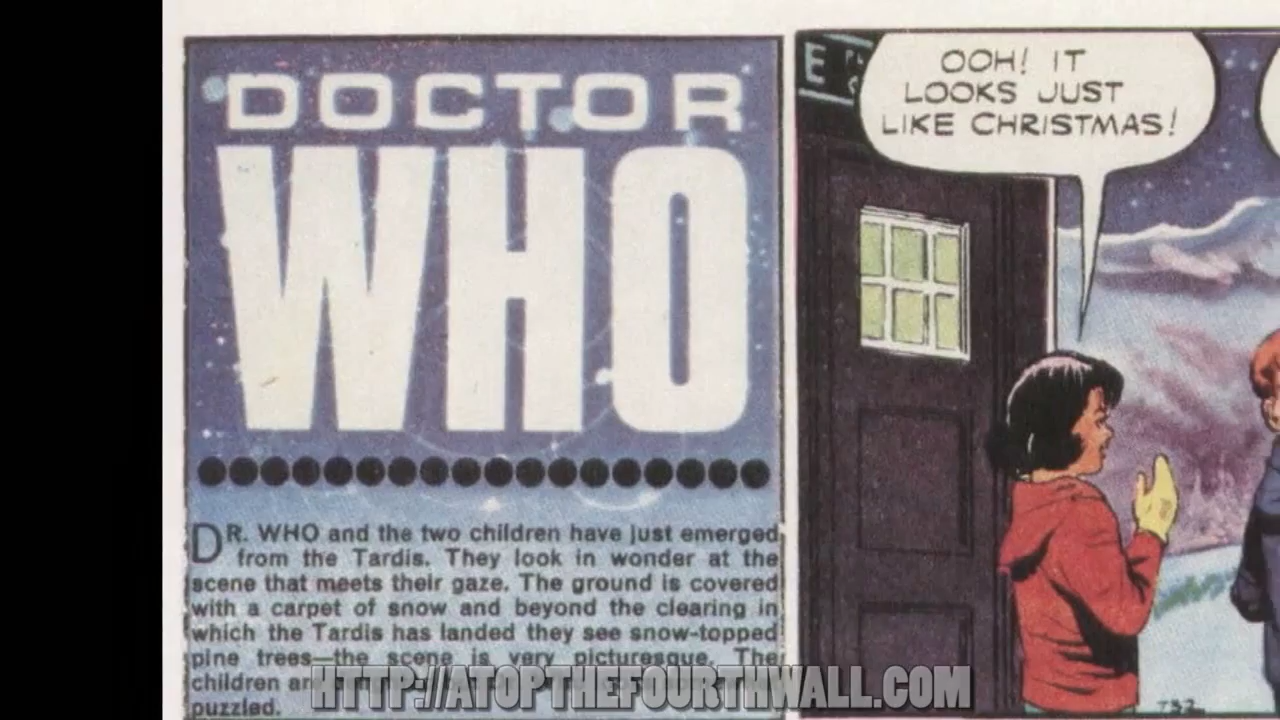 DOCTOR
WHO
DR. WHO and the two children have just emerged
from the Tardis. They look in wonder at the
scene that meets their gaze. The ground is covered
with a carpet of snow and beyond the clearing in
which the Tardis has landed they see snow-topped
pine trees—the scene is very picturesque. The
children
puzzled.
E
OOH! IT
LOOKS JUST
LIKE CHRISTMAS!
732
HTTP://ATOPTHEFOURTHWALL.COM